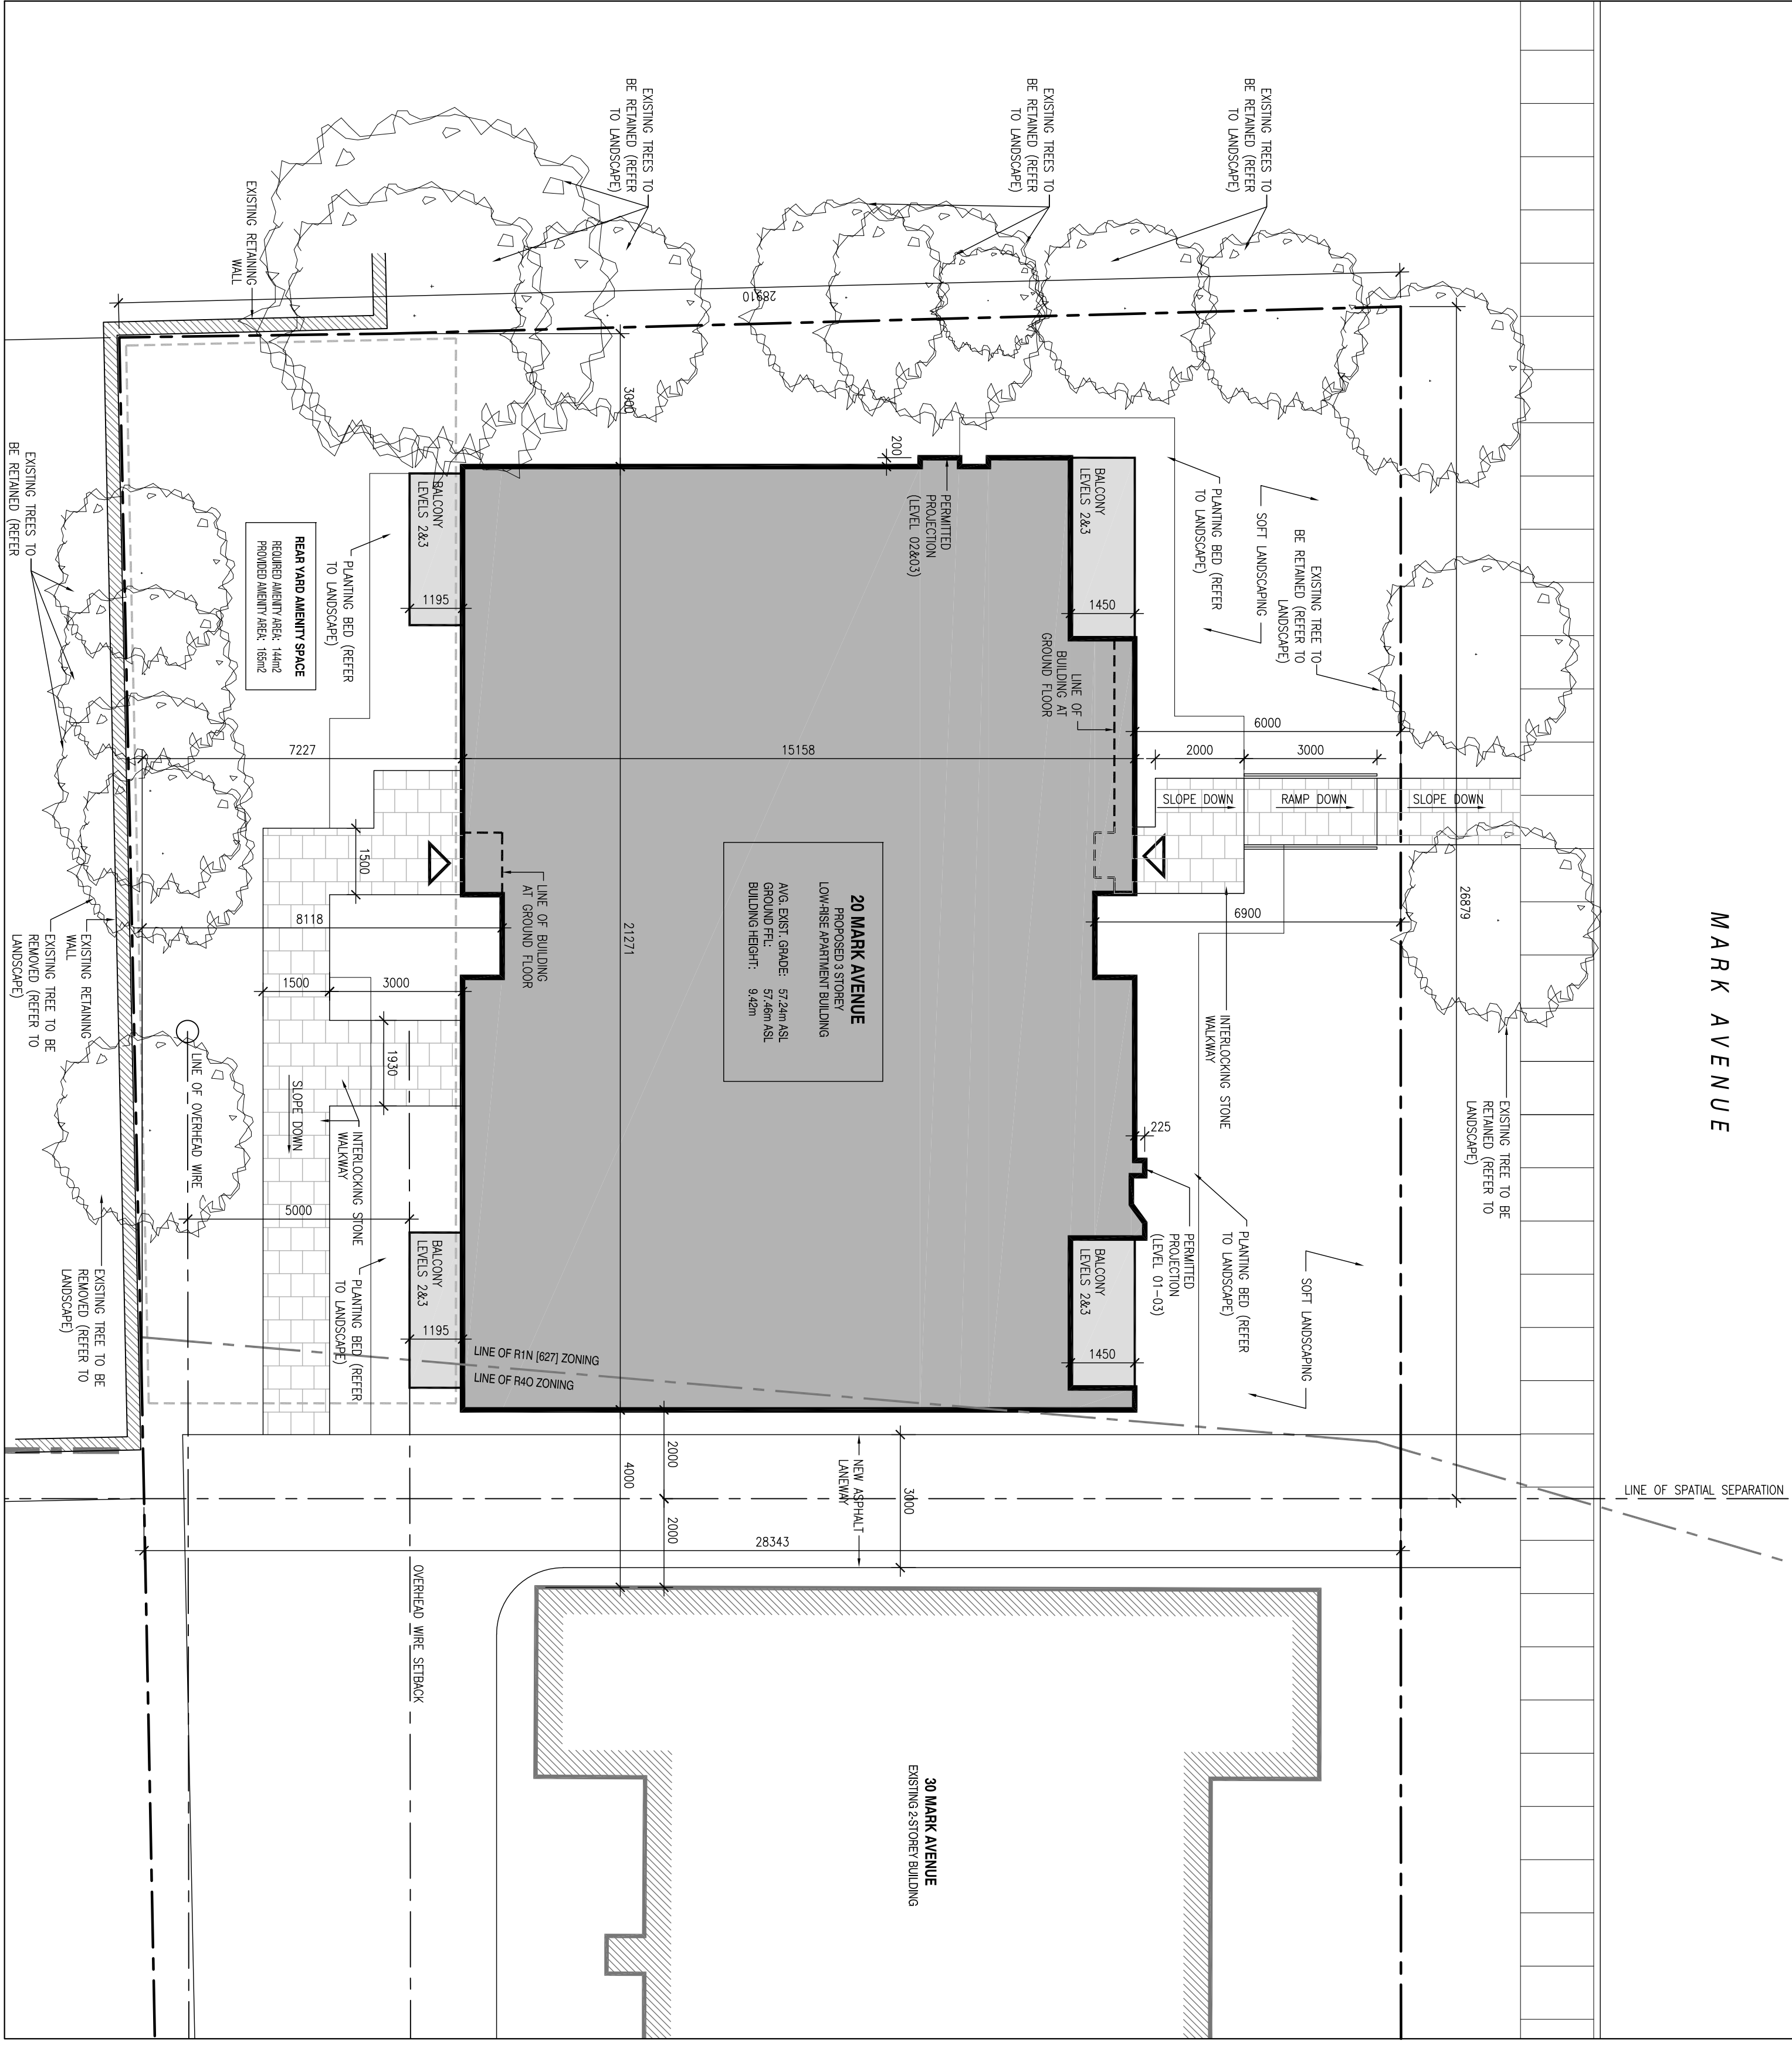 MARK AVENUE
LINE OF SPATIAL SEPARATION
EXISTING TREES TO
BE RETAINED (REFER
TO LANDSCAPE)
EXISTING TREES TO
BE RETAINED (REFER
TO LANDSCAPE)
EXISTING TREES TO
BE RETAINED (REFER
TO LANDSCAPE)
EXISTING RETAINING
WALL
28910
26879
3000
200
PERMITTED
PROJECTION
(LEVEL 02&03)
BALCONY
LEVELS 2&3
1450
PLANTING BED (REFER
TO LANDSCAPE)
SOFT LANDSCAPING
EXISTING TREE TO
BE RETAINED (REFER TO
LANDSCAPE)
LINE OF
BUILDING AT
GROUND FLOOR
6000
2000
3000
SLOPE DOWN
RAMP DOWN
SLOPE DOWN
6900
INTERLOCKING STONE
WALKWAY
EXISTING TREE TO BE
RETAINED (REFER TO
LANDSCAPE)
225
PERMITTED
PROJECTION
(LEVEL 01-03)
PLANTING BED (REFER
TO LANDSCAPE)
SOFT LANDSCAPING
BALCONY
LEVELS 2&3
1450
20 MARK AVENUE
PROPOSED 3 STOREY
LOW-RISE APARTMENT BUILDING
AVG. EXIST. GRADE: 57.24m ASL
GROUND FFL: 57.46m ASL
BUILDING HEIGHT: 9.42m
15158
21271
7227
BALCONY
LEVELS 2&3
1195
PLANTING BED (REFER
TO LANDSCAPE)
REAR YARD AMENITY SPACE
REQUIRED AMENITY AREA: 144m2
PROVIDED AMENITY AREA: 165m2
EXISTING TREES TO
BE RETAINED (REFER
1500
LINE OF BUILDING
AT GROUND FLOOR
8118
1500
3000
1930
EXISTING RETAINING
WALL
EXISTING TREE TO BE
REMOVED (REFER TO
LANDSCAPE)
LINE OF OVERHEAD WIRE
SLOPE DOWN
INTERLOCKING STONE
WALKWAY
5000
BALCONY
LEVELS 2&3
1195
PLANTING BED (REFER
TO LANDSCAPE)
EXISTING TREE TO BE
REMOVED (REFER TO
LANDSCAPE)
LINE OF R1N [627] ZONING
LINE OF R4O ZONING
2000
4000
2000
NEW ASPHALT
LANEWAY
3000
28343
OVERHEAD WIRE SETBACK
30 MARK AVENUE
EXISTING 2-STOREY BUILDING